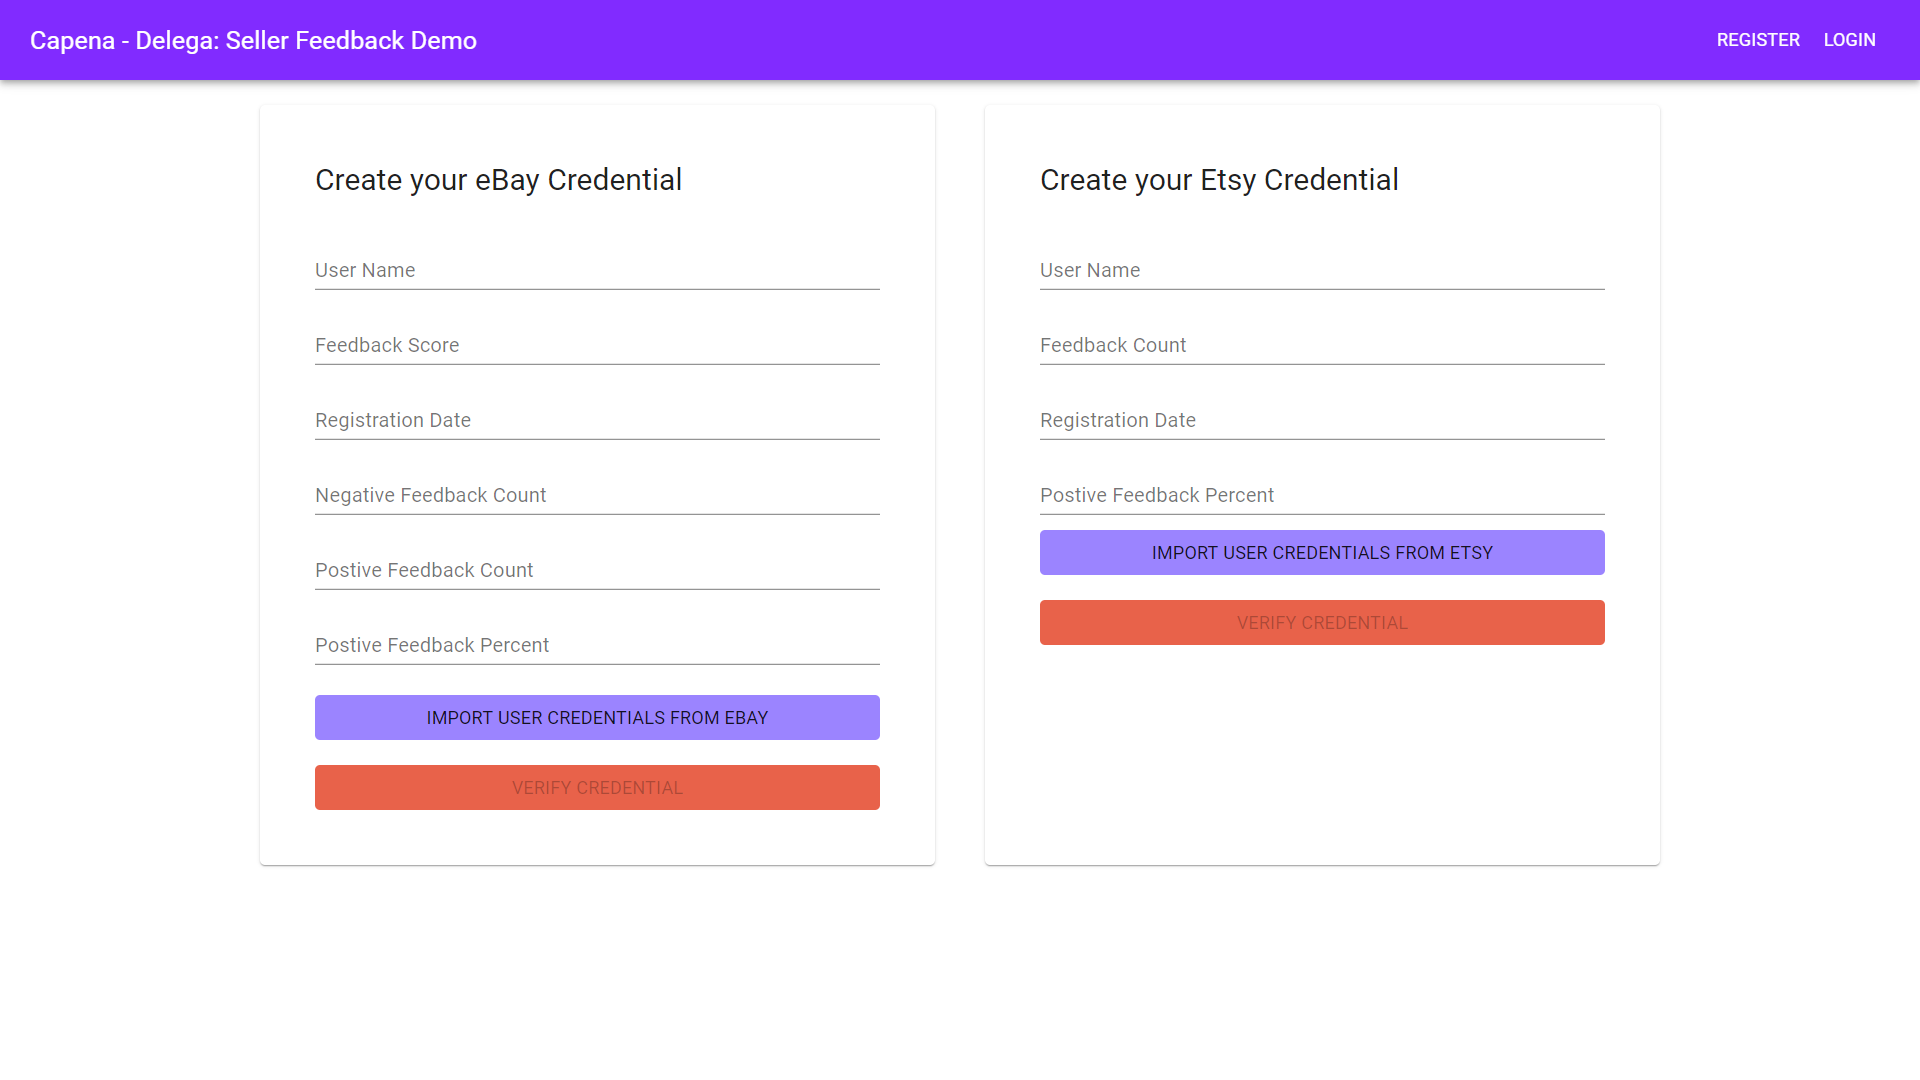 Capena - Delega: Seller Feedback Demo
REGISTER
LOGIN
Create your eBay Credential
User Name
Feedback Score
Registration Date
Negative Feedback Count
Postive Feedback Count
Postive Feedback Percent
IMPORT USER CREDENTIALS FROM EBAY
VERIFY CREDENTIAL
Create your Etsy Credential
User Name
Feedback Count
Registration Date
Postive Feedback Percent
IMPORT USER CREDENTIALS FROM ETSY
VERIFY CREDENTIAL